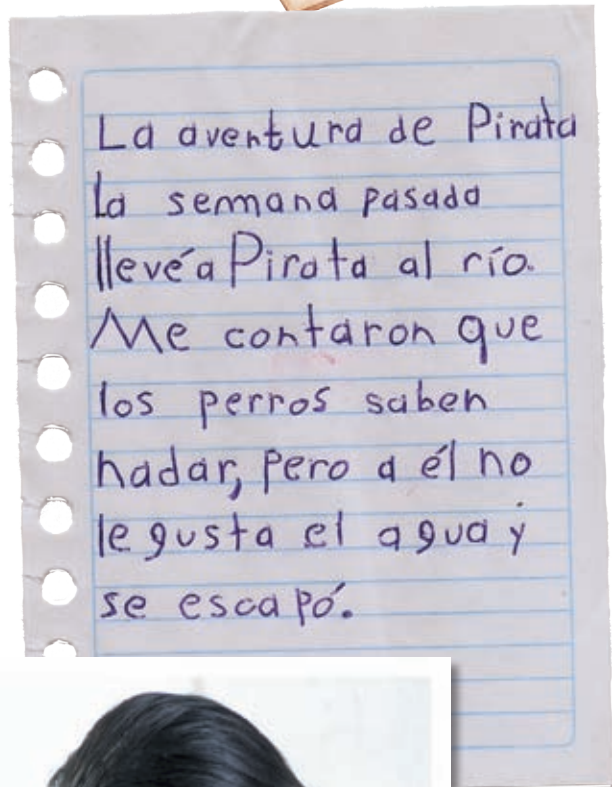 La aventura de Pirata
La semana pasada
llevé a Pirata al río.
Me contaron que
los perros saben
nadar, pero a él no
le gusta el agua y
se escapó.